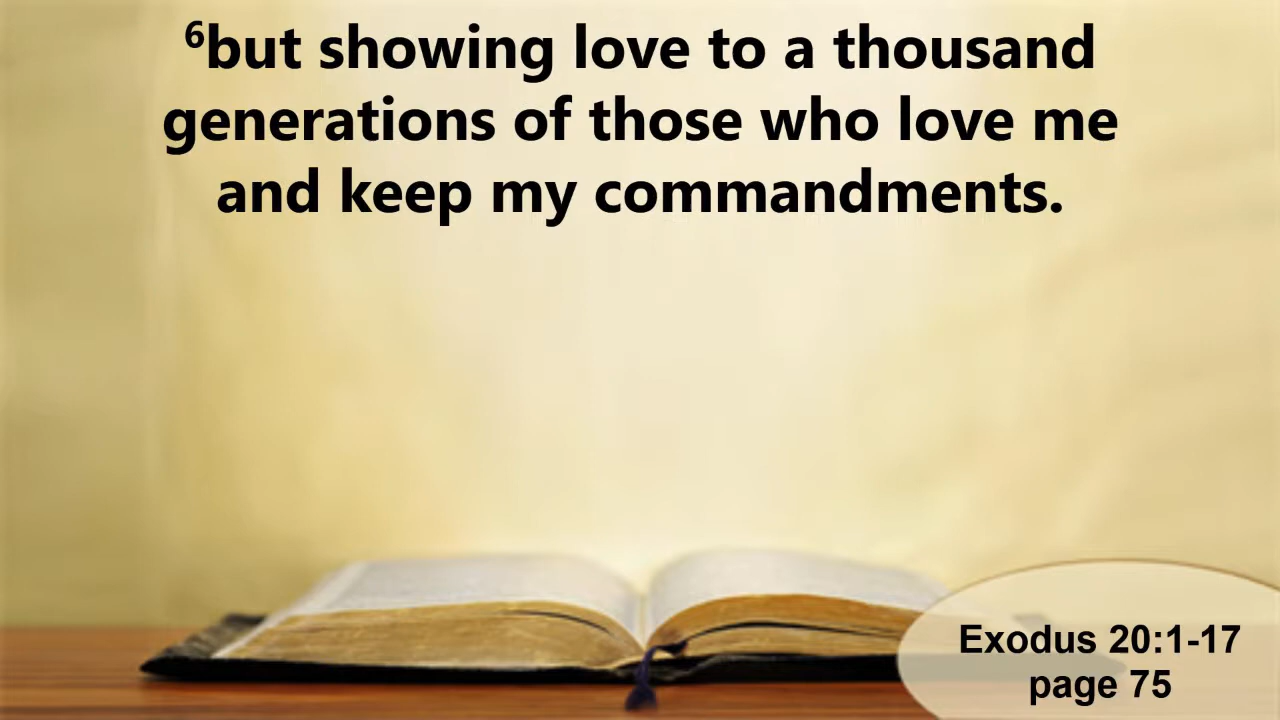 ⁶but showing love to a thousand
generations of those who love me
and keep my commandments.
Exodus 20:1-17
page 75